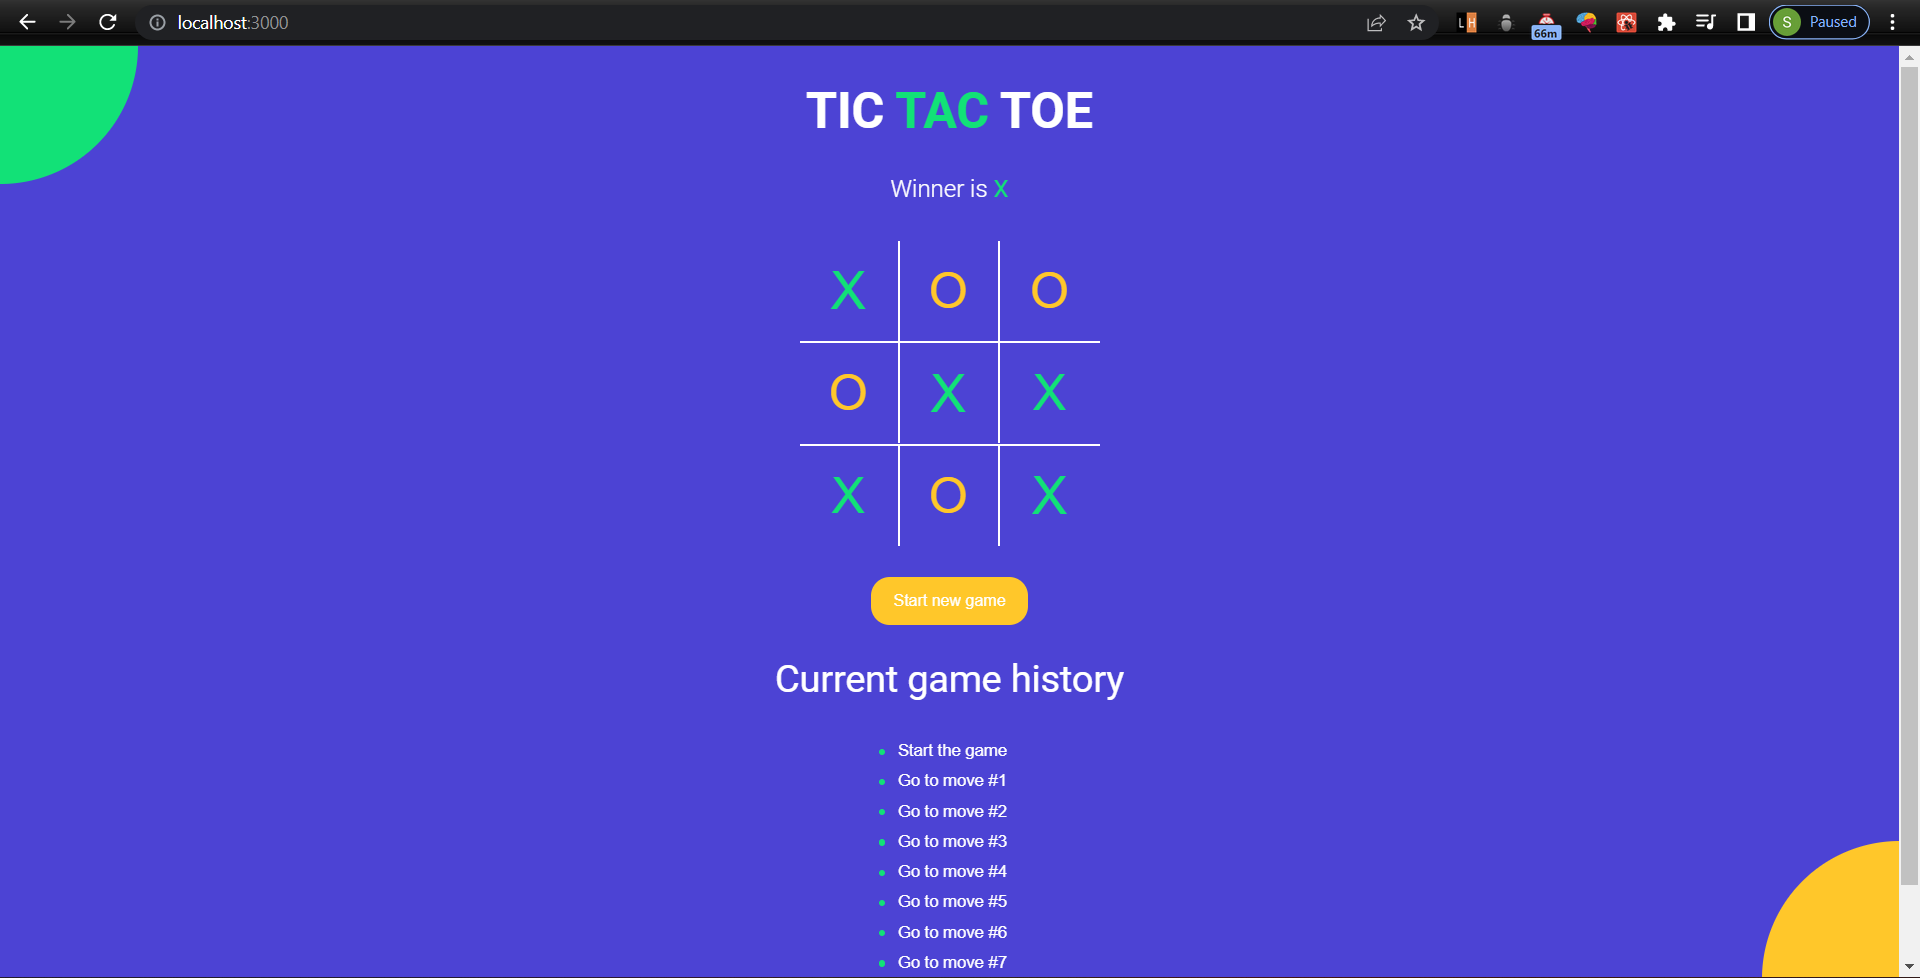 localhost:3000
LH
66m
S Paused
TIC TAC TOE
Winner is X
X O O
O X X
X O X
Start new game
Current game history
Start the game
Go to move #1
Go to move #2
Go to move #3
Go to move #4
Go to move #5
Go to move #6
Go to move #7